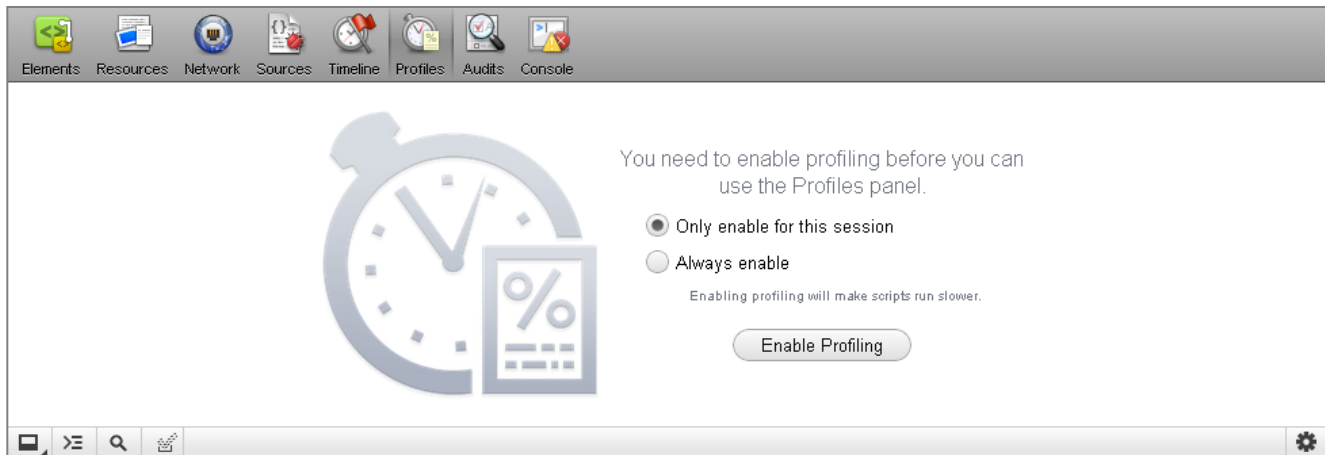 Elements Resources Network Sources Timeline Profiles Audits Console
You need to enable profiling before you can
use the Profiles panel.
Only enable for this session
Always enable
Enabling profiling will make scripts run slower.
Enable Profiling